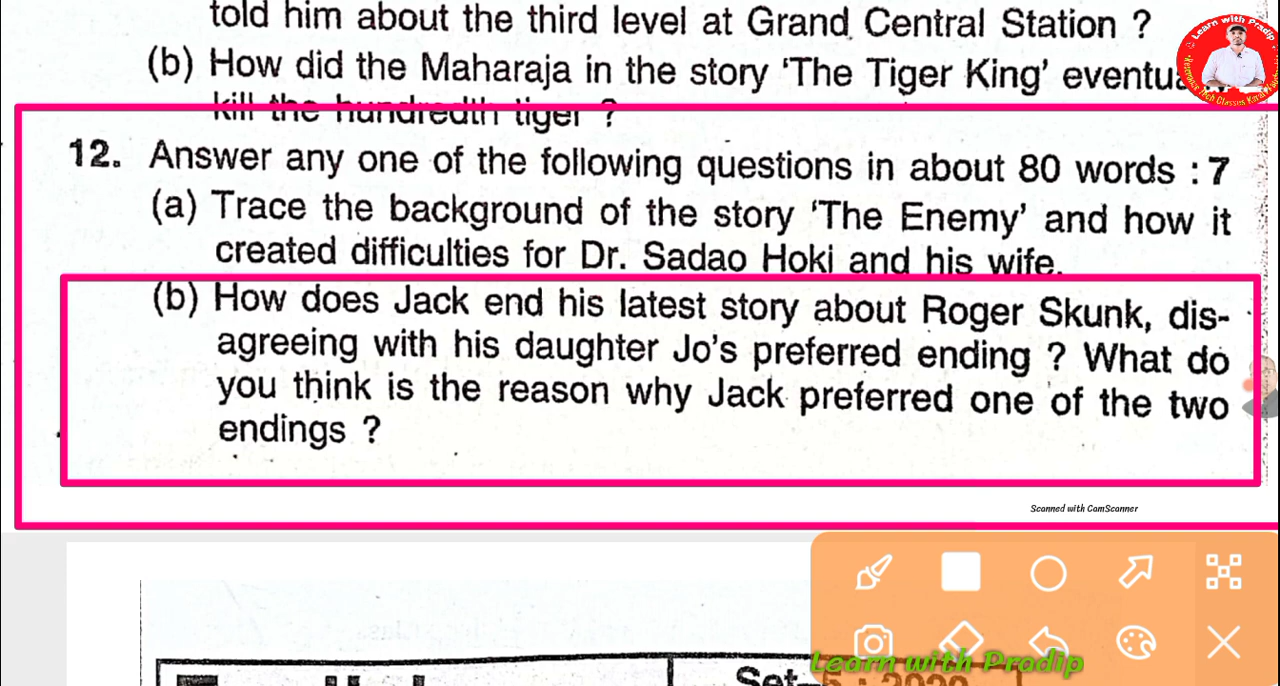 told him about the third level at Grand Central Station ?
Learn with Prodip
(b) How did the Maharaja in the story 'The Tiger King'
kill the hundredth tiger ?
12. Answer any one of the following questions in about 80 words : 7
(a) Trace the background of the story 'The Enemy' and how it
created difficulties for Dr. Sadao Hoki and his wife.
(b) How does Jack end his latest story about Roger Skunk, dis-
agreeing with his daughter Jo's preferred ending ? What do
you think is the reason why Jack preferred one of the two
endings ?
Scanned with CamScanner
Learn with Prodip